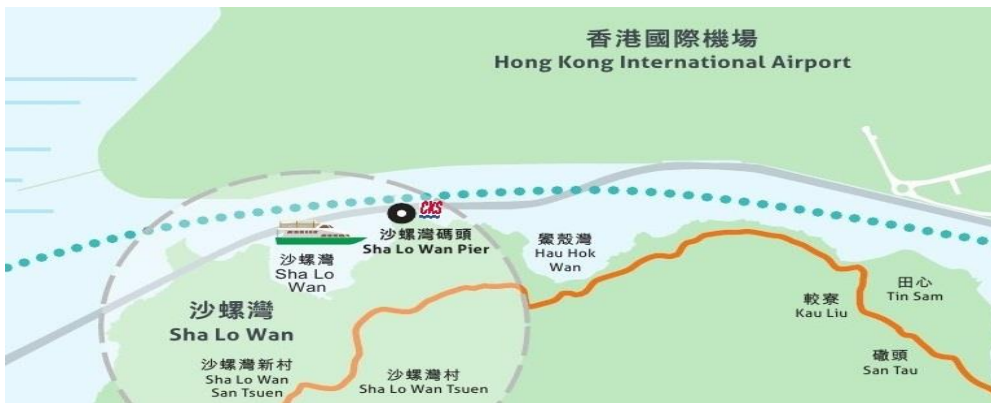 香港國際機場
Hong Kong International Airport
CKS
沙螺灣碼頭
Sha Lo Wan Pier
沙螺灣
Sha Lo
Wan
鱟殼灣
Hau Hok
Wan
田心
Tin Sam
較寮
Kau Liu
沙螺灣
Sha Lo Wan
䃟頭
San Tau
沙螺灣新村
Sha Lo Wan
San Tsuen
沙螺灣村
Sha Lo Wan Tsuen